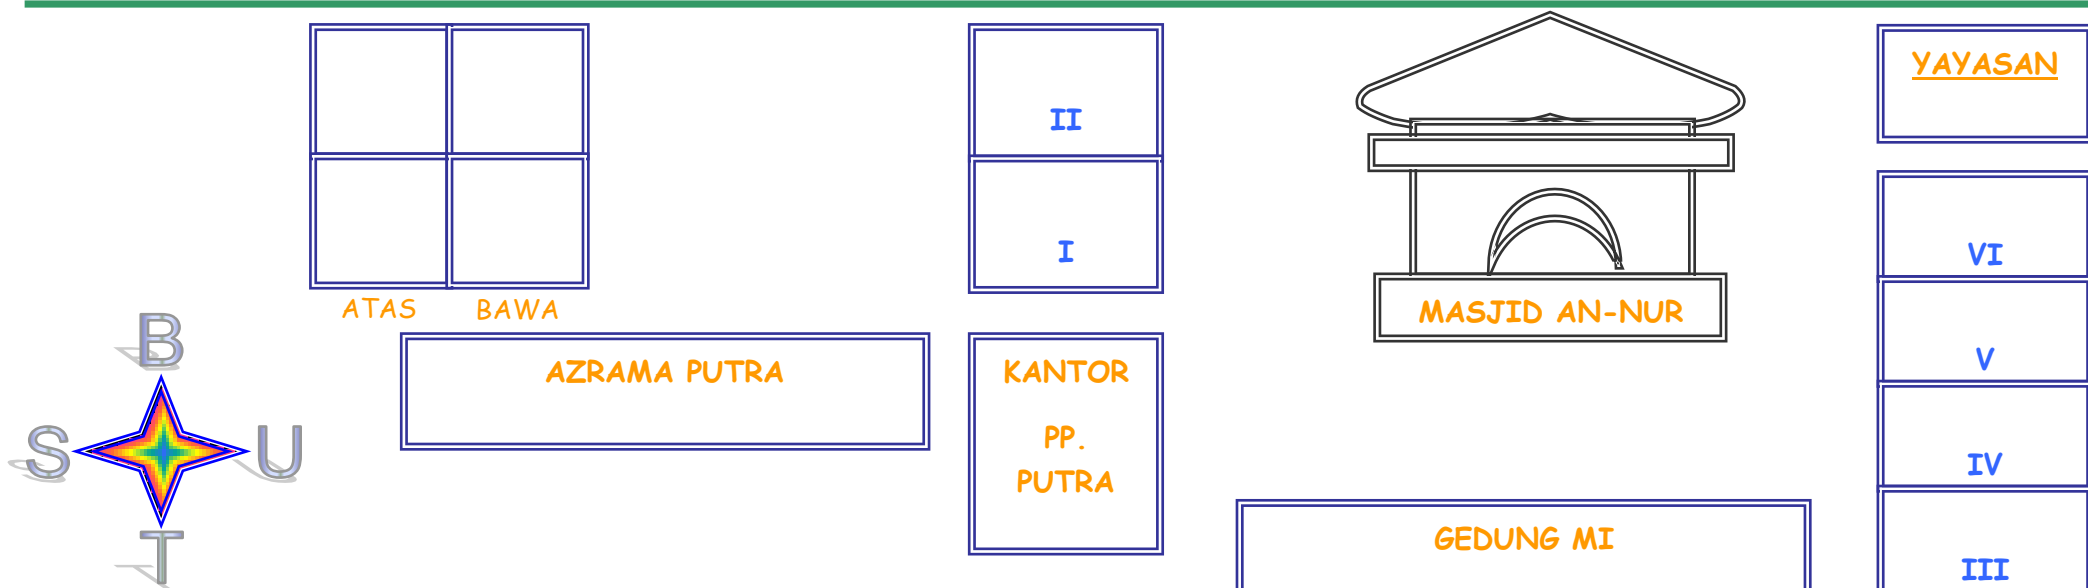 YAYASAN
II
VI
I
MASJID AN-NUR
ATAS
BAWA
B
AZRAMA PUTRA
KANTOR
PP.
PUTRA
V
S
U
IV
GEDUNG MI
T
III